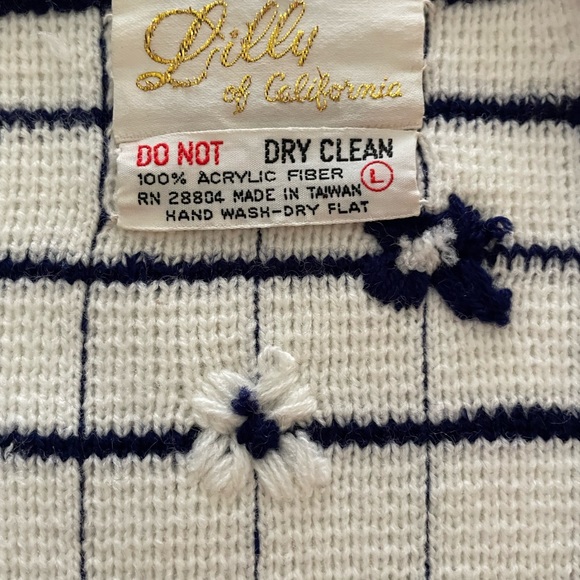 Lilly
of California
DO NOT DRY CLEAN
100% ACRYLIC FIBER L
RN 28804 MADE IN TAIWAN
HAND WASH-DRY FLAT